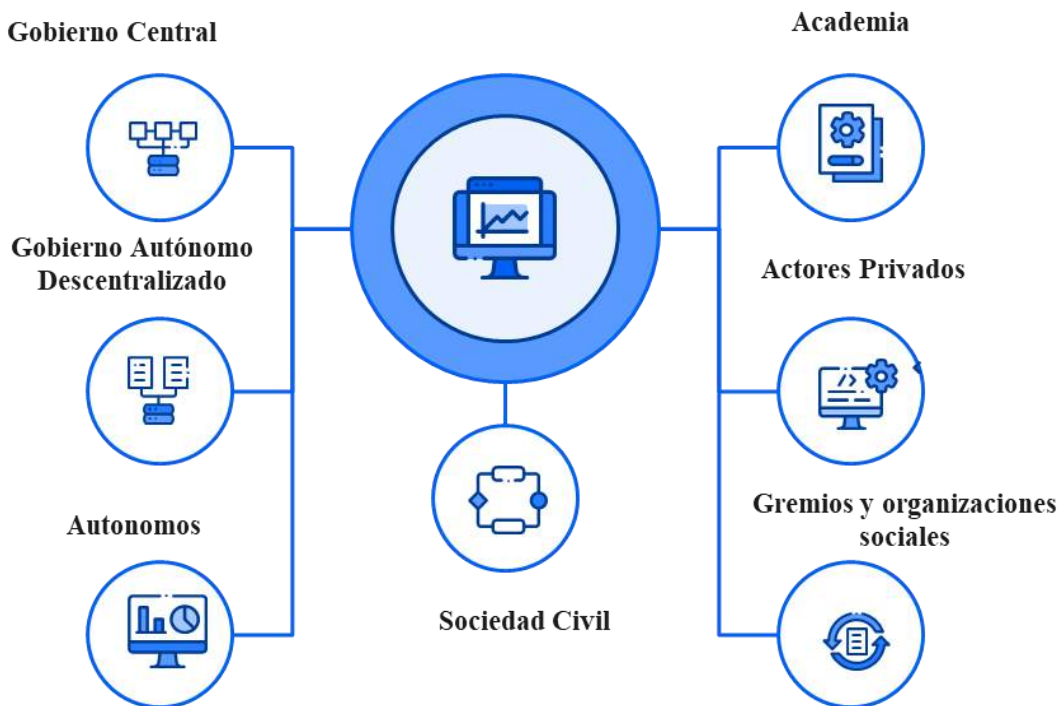 Gobierno Central
Academia
Gobierno Autónomo
Descentralizado
Actores Privados
Autonomos
Gremios y organizaciones
sociales
Sociedad Civil